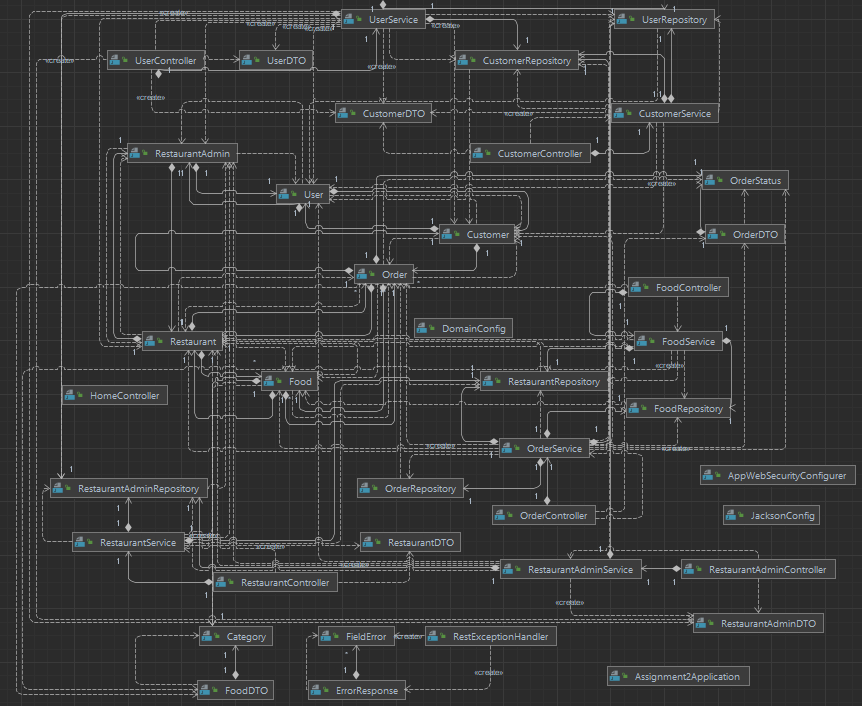 UserService
UserRepository
UserController
UserDTO
CustomerRepository
CustomerDTO
CustomerService
RestaurantAdmin
CustomerController
OrderStatus
User
Customer
OrderDTO
Order
FoodController
DomainConfig
Restaurant
FoodService
Food
RestaurantRepository
HomeController
FoodRepository
OrderService
AppWebSecurityConfigurer
RestaurantAdminRepository
OrderRepository
OrderController
JacksonConfig
RestaurantService
RestaurantDTO
RestaurantAdminService
RestaurantAdminController
RestaurantController
RestaurantAdminDTO
Category
FieldError
«create»
RestExceptionHandler
«create»
Assignment2Application
FoodDTO
ErrorResponse